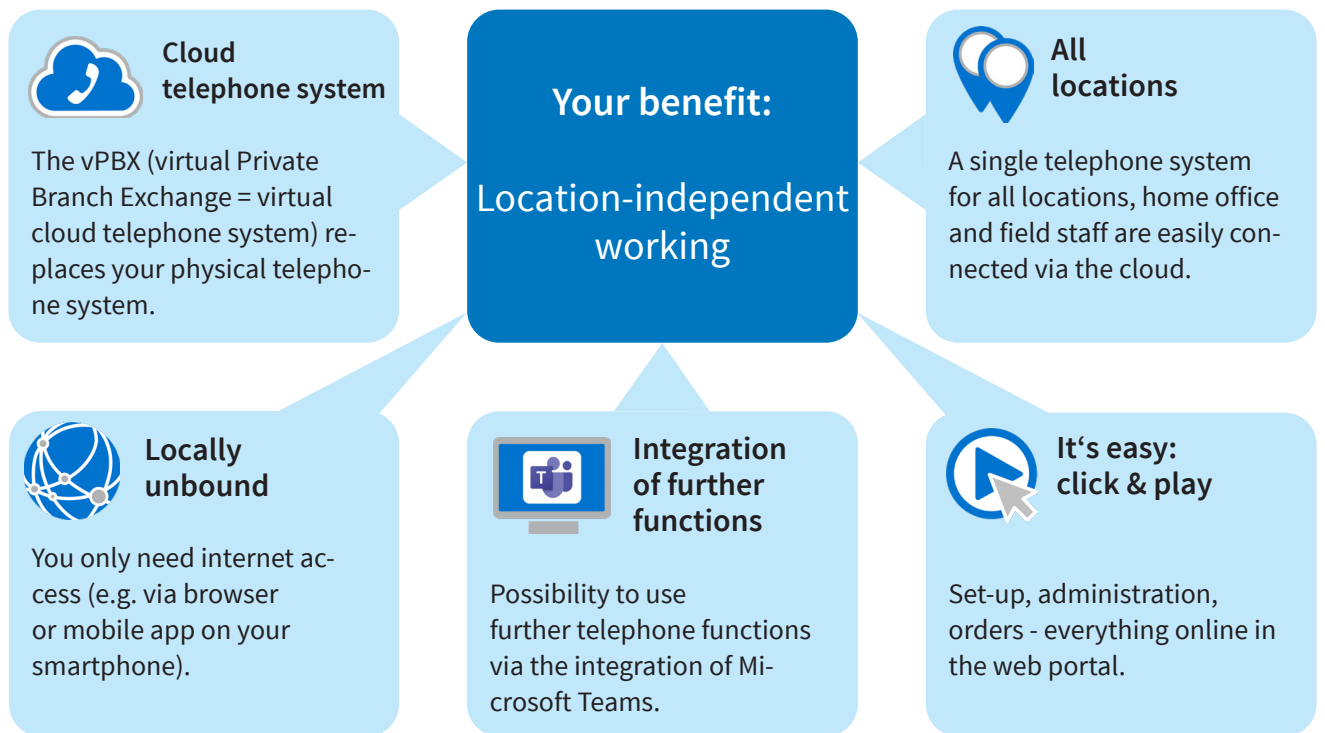 Cloud
telephone system
The vPBX (virtual Private
Branch Exchange = virtual
cloud telephone system) re-
places your physical telepho-
ne system.
Your benefit:
Location-independent
working
All
locations
A single telephone system
for all locations, home office
and field staff are easily con-
nected via the cloud.
Locally
unbound
You only need internet ac-
cess (e.g. via browser
or mobile app on your
smartphone).
T
Integration
of further
functions
Possibility to use
further telephone functions
via the integration of Mi-
crosoft Teams.
It‘s easy:
click & play
Set-up, administration,
orders - everything online in
the web portal.